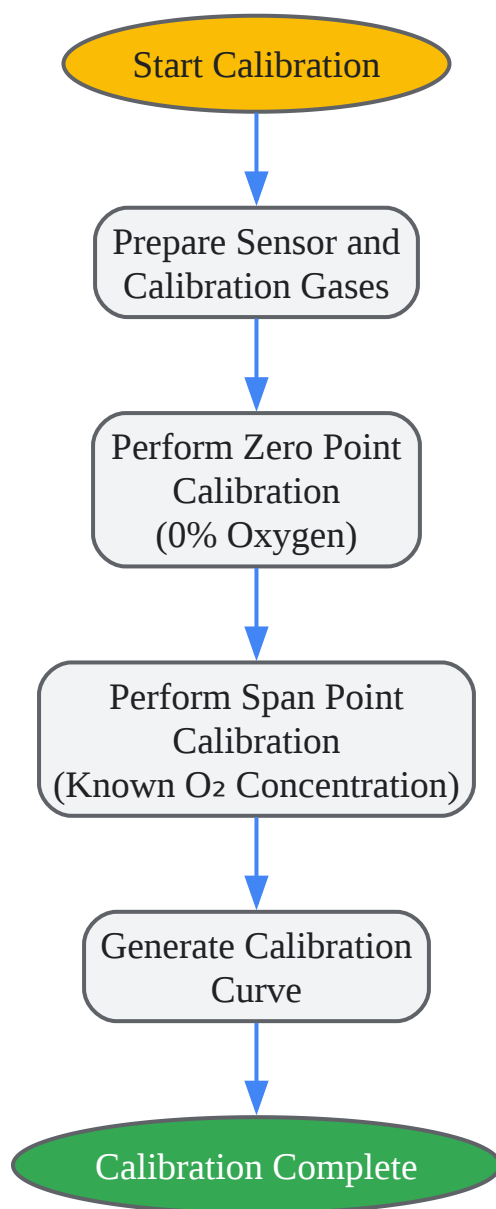 Start Calibration
Prepare Sensor and
Calibration Gases
Perform Zero Point
Calibration
(0% Oxygen)
Perform Span Point
Calibration
(Known O₂ Concentration)
Generate Calibration
Curve
Calibration Complete